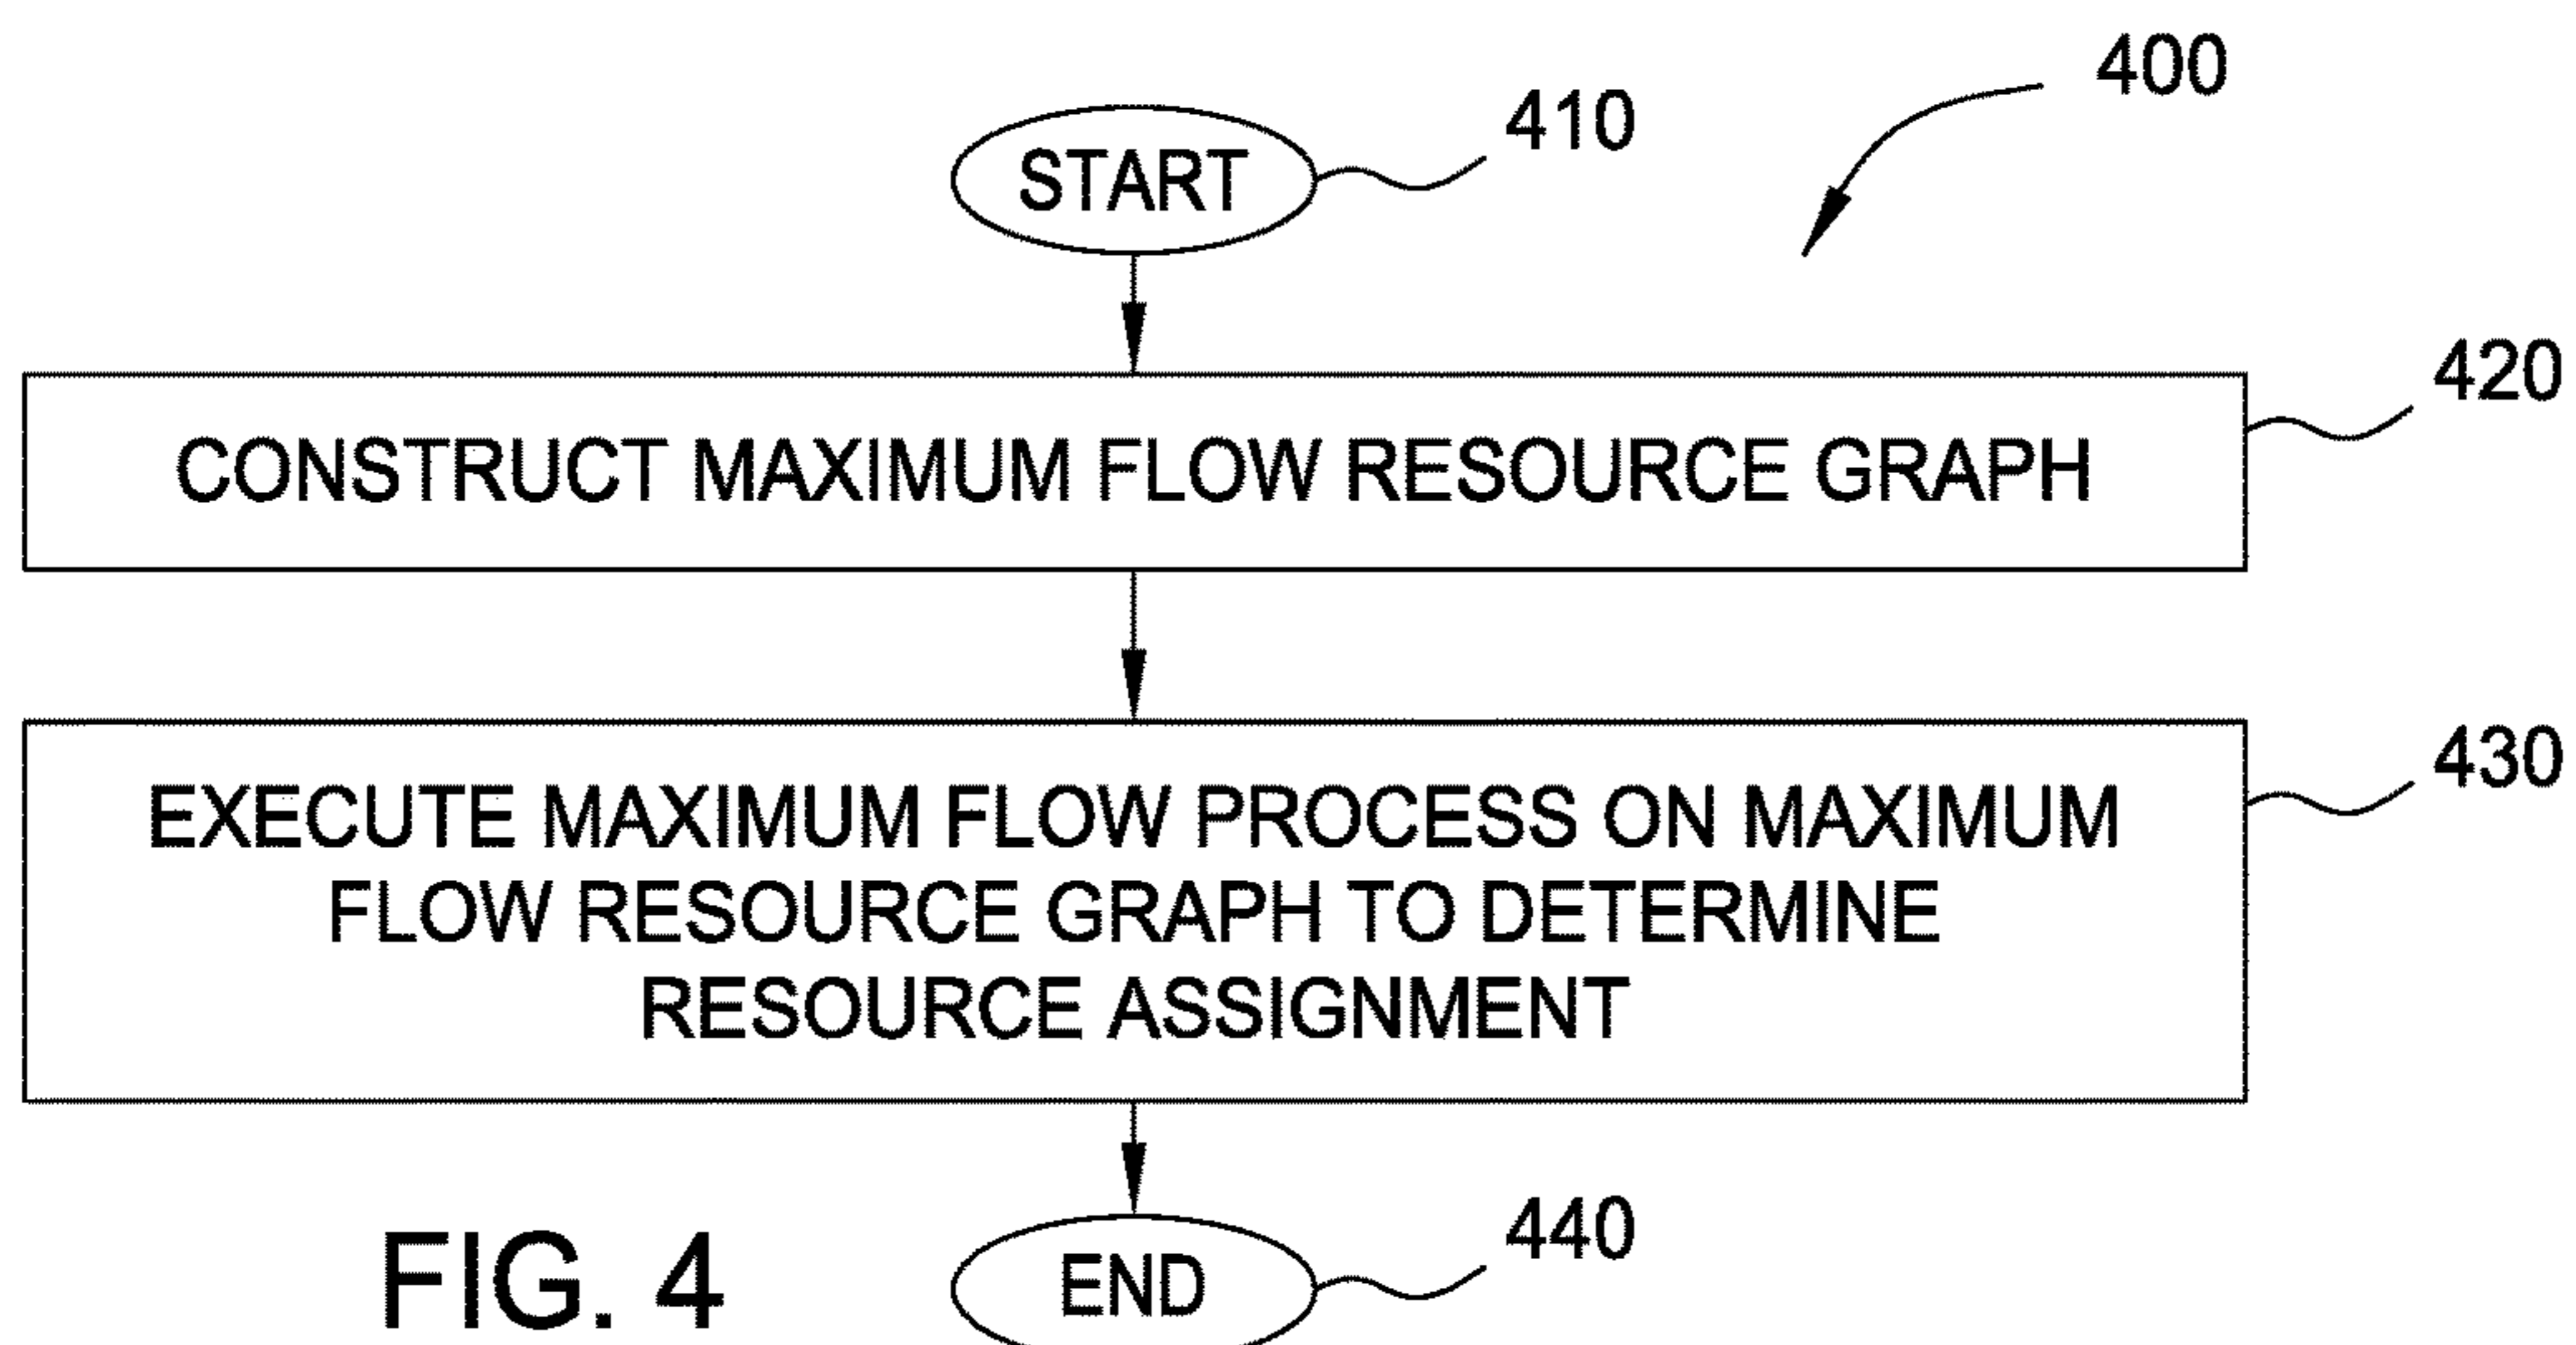 400
START
410
CONSTRUCT MAXIMUM FLOW RESOURCE GRAPH
420
EXECUTE MAXIMUM FLOW PROCESS ON MAXIMUM
FLOW RESOURCE GRAPH TO DETERMINE
RESOURCE ASSIGNMENT
430
END
440
FIG. 4